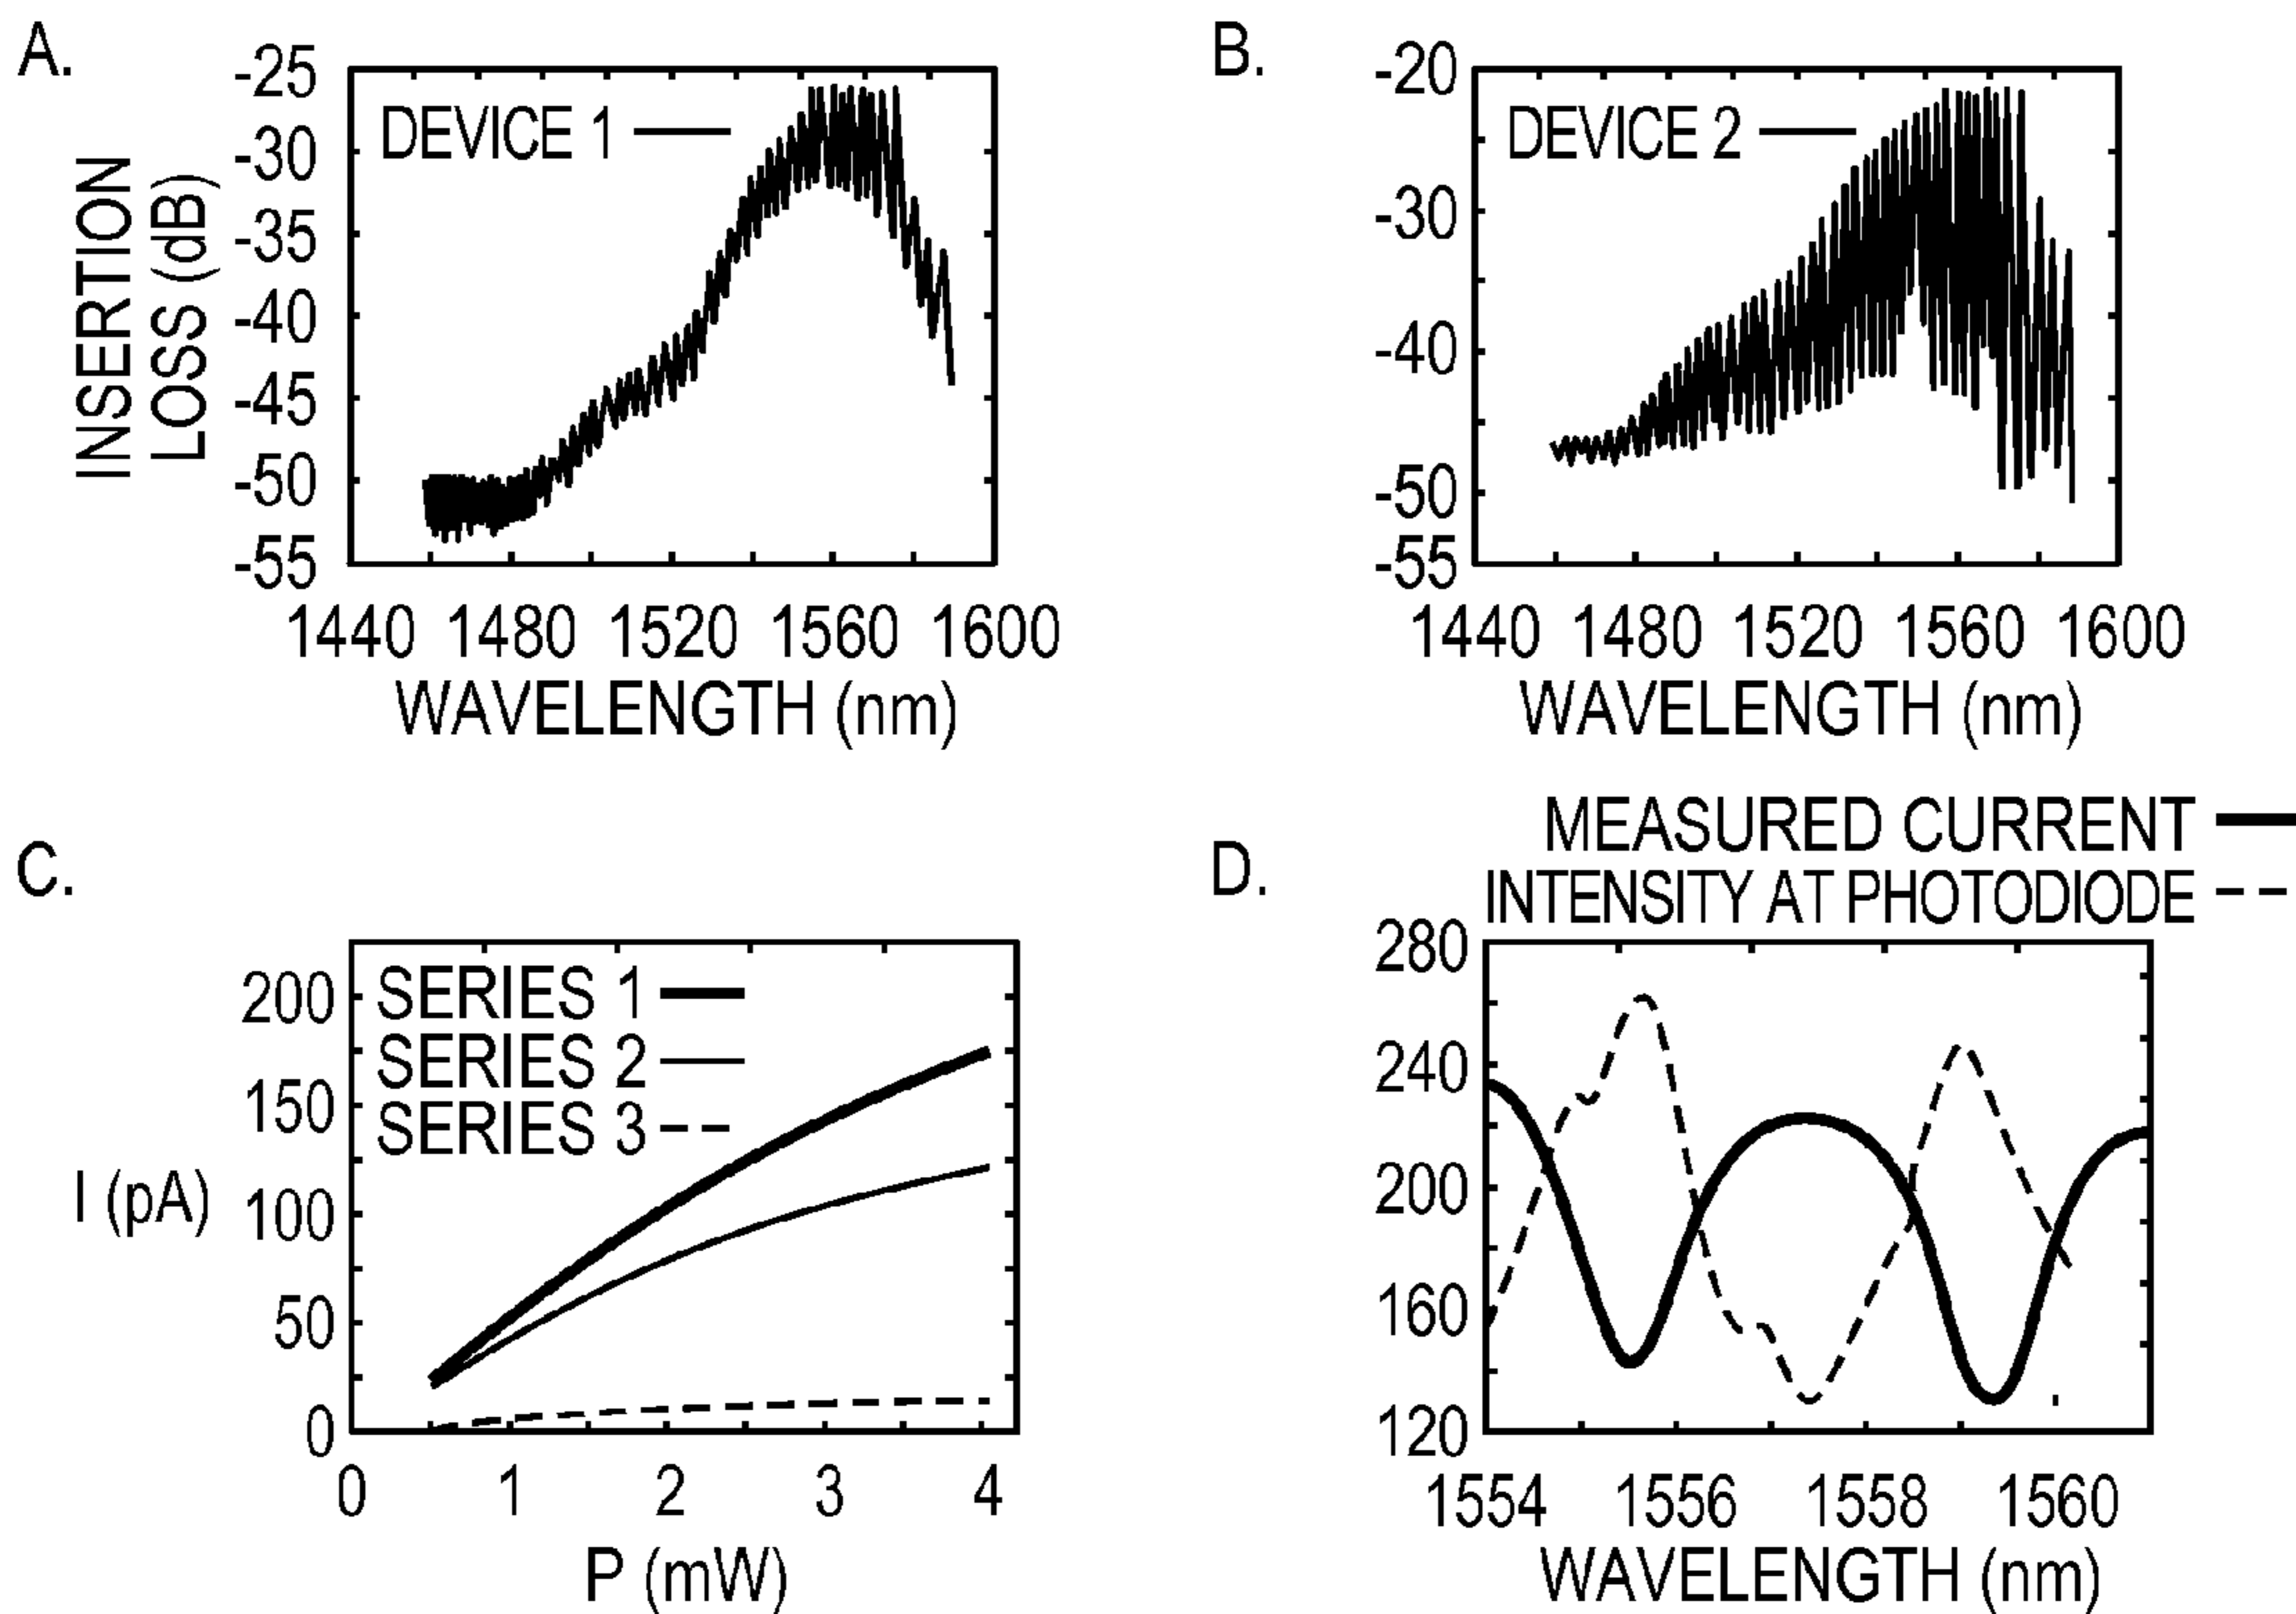 A.
INSERTION
LOSS (dB)
-25
-30
-35
-40
-45
-50
-55
DEVICE 1
1440 1480 1520 1560 1600
WAVELENGTH (nm)
B.
-20
-30
-40
-50
-55
DEVICE 2
1440 1480 1520 1560 1600
WAVELENGTH (nm)
C.
I (pA)
200
150
100
50
0
SERIES 1
SERIES 2
SERIES 3
0 1 2 3 4
P (mW)
D.
MEASURED CURRENT
INTENSITY AT PHOTODIODE
280
240
200
160
120
1554 1556 1558 1560
WAVELENGTH (nm)